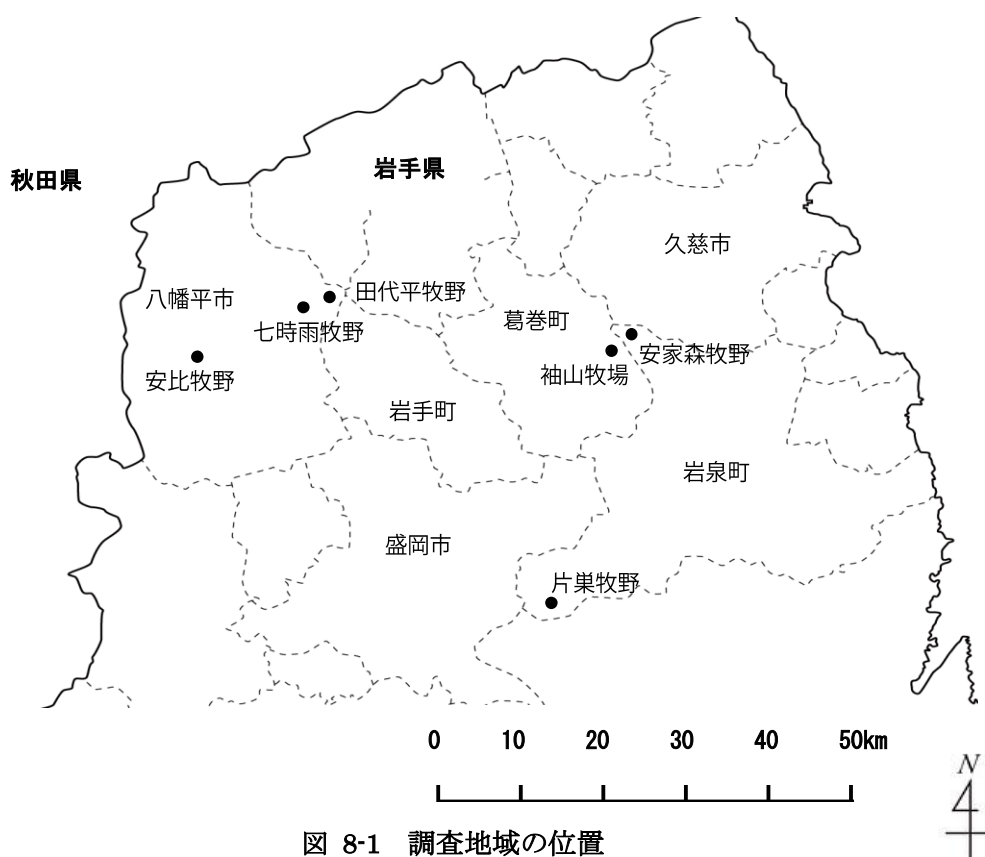 秋田県
岩手県
久慈市
八幡平市
田代平牧野
葛巻町
七時雨牧野
安家森牧野
袖山牧場
安比牧野
岩手町
岩泉町
盛岡市
片巣牧野
0 10 20 30 40 50km
N
図 8-1 調査地域の位置